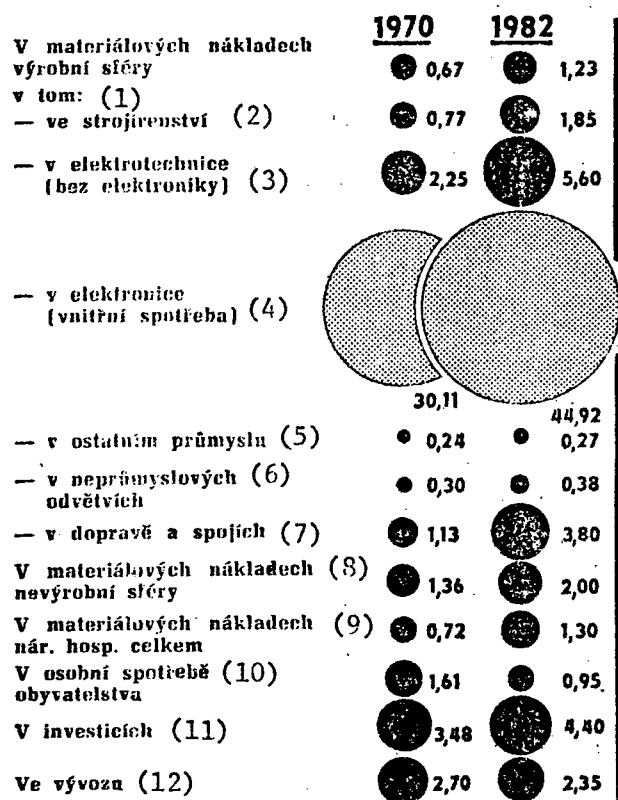 1970 1982
V materiálových nákladech
výrobní sféry 0,67 1,23
v tom: (1)
— ve strojírenství (2) 0,77 1,85
— v elektrotechnice
(bez elektroniky) (3) 2,25 5,60
— v elektronice
(vnitřní spotřeba) (4)
30,11 44,92
— v ostatním průmyslu (5) 0,24 0,27
— v neprůmyslových (6)
odvětvích 0,30 0,38
— v dopravě a spojích (7) 1,13 3,80
V materiálových nákladech (8)
nevýrobní sféry 1,36 2,00
V materiálových nákladech (9)
nár. hosp. celkem 0,72 1,30
V osobní spotřebě (10)
obyvatelstva 1,61 0,95
V investicích (11) 3,48 4,40
Ve vývozu (12) 2,70 2,35